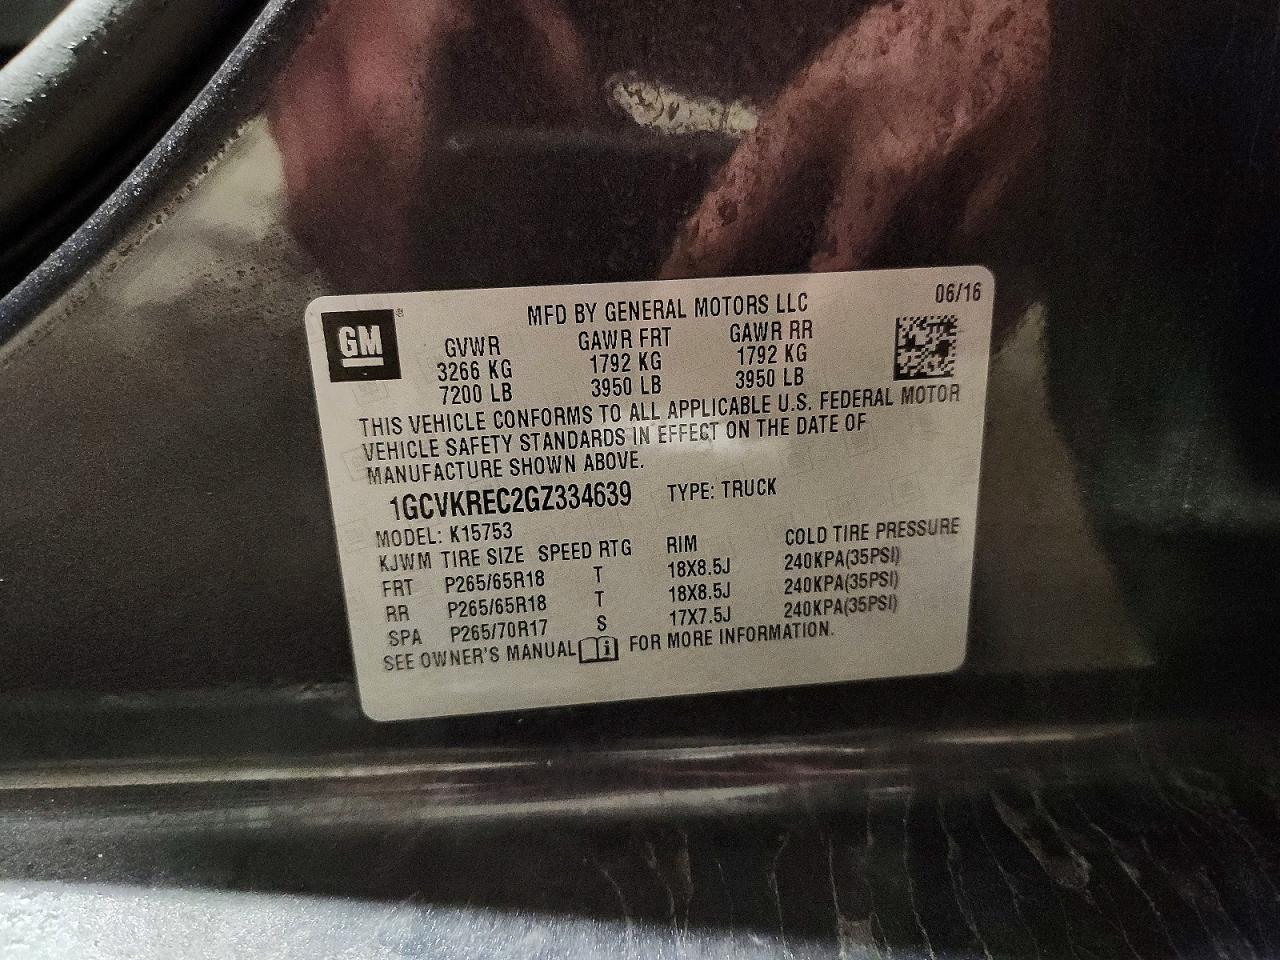 GM
®
MFD BY GENERAL MOTORS LLC
06/16
GVWR GAWR FRT GAWR RR
3266 KG 1792 KG 1792 KG
7200 LB 3950 LB 3950 LB
THIS VEHICLE CONFORMS TO ALL APPLICABLE U.S. FEDERAL MOTOR
VEHICLE SAFETY STANDARDS IN EFFECT ON THE DATE OF
MANUFACTURE SHOWN ABOVE.
1GCVKREC2GZ334639 TYPE: TRUCK
MODEL: K15753
KJWM TIRE SIZE SPEED RTG RIM COLD TIRE PRESSURE
FRT P265/65R18 T 18X8.5J 240KPA(35PSI)
RR P265/65R18 T 18X8.5J 240KPA(35PSI)
SPA P265/70R17 S 17X7.5J 240KPA(35PSI)
SEE OWNER'S MANUAL i FOR MORE INFORMATION.